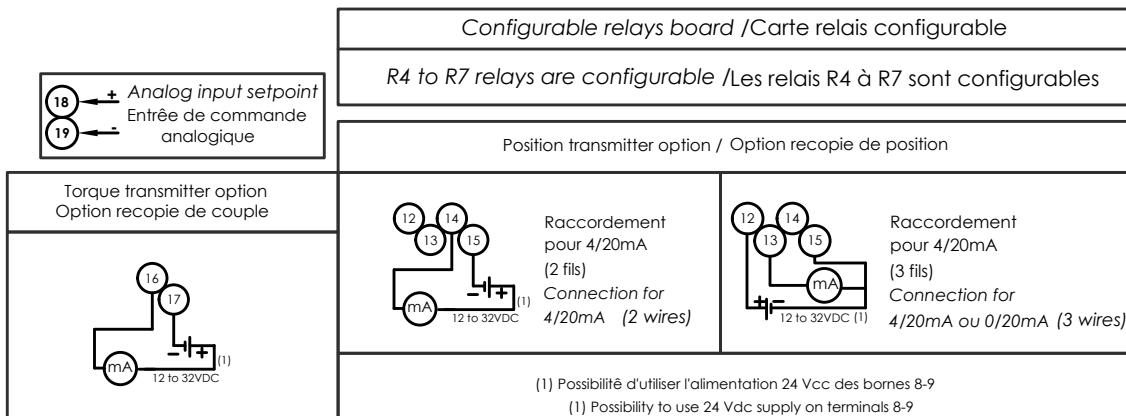 Configurable relays board /Carte relais configurable
R4 to R7 relays are configurable /Les relais R4 à R7 sont configurables
18 + Analog input setpoint
19 - Entrêe de commande
analogique
Position transmitter option / Option recopie de position
Torque transmitter option
Option recopie de couple
16
17
mA
- +
(1)
12 to 32VDC
12
13
14
15
mA
- +
(1)
12 to 32VDC
Raccordement
pour 4/20mA
(2 fils)
Connection for
4/20mA (2 wires)
12
13
14
15
mA
+ -
12 to 32VDC (1)
Raccordement
pour 4/20mA
(3 fils)
Connection for
4/20mA ou 0/20mA (3 wires)
(1) Possibilité d'utiliser l'alimentation 24 Vcc des bornes 8-9
(1) Possibility to use 24 Vdc supply on terminals 8-9